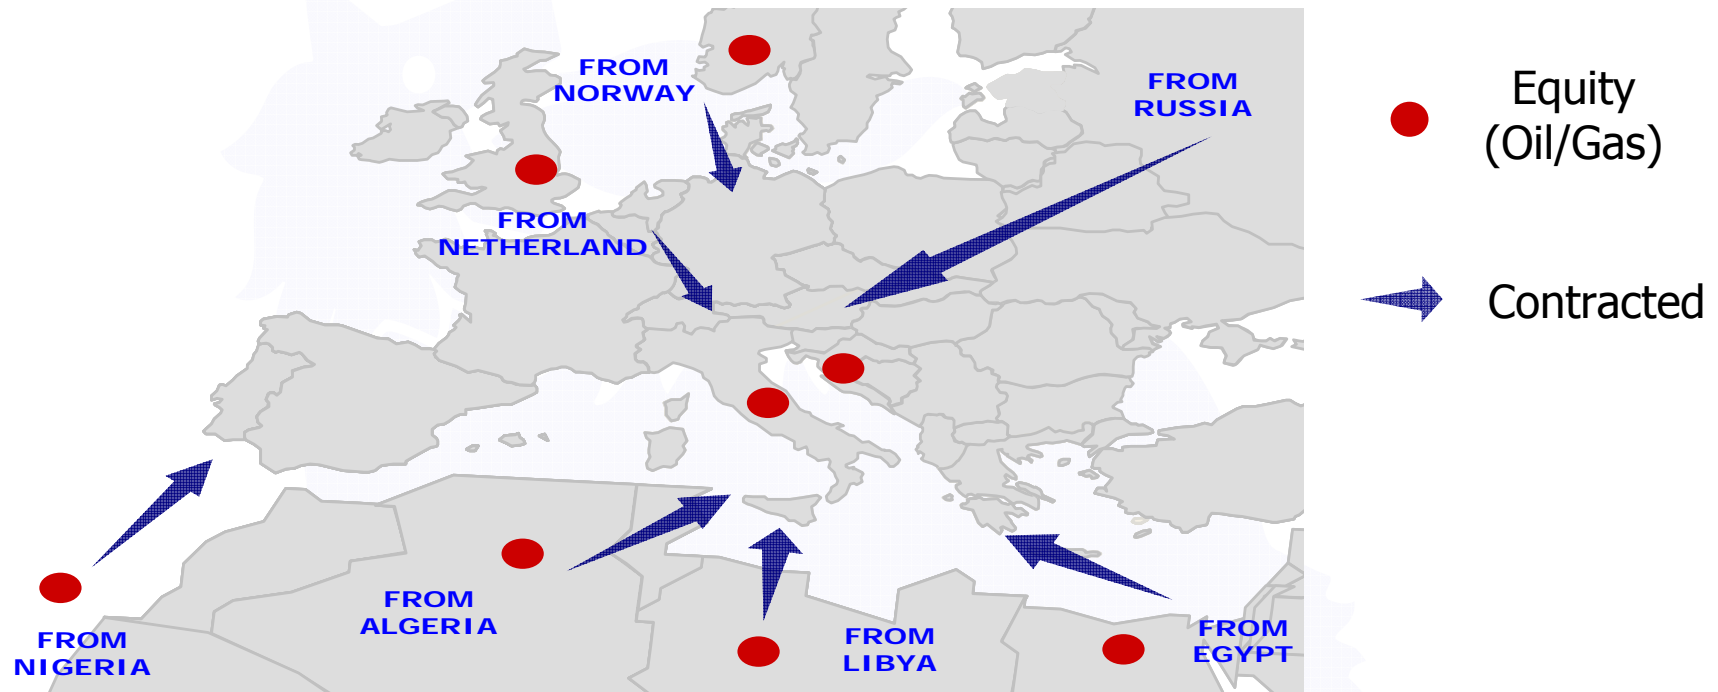 FROM
NORWAY
FROM
RUSSIA
FROM
NETHERLAND
FROM
NIGERIA
FROM
ALGERIA
FROM
LIBYA
FROM
EGYPT
Equity
(Oil/Gas)
Contracted